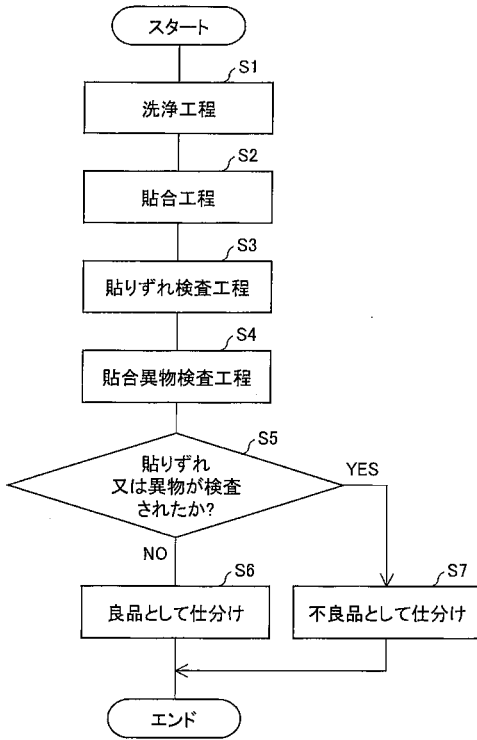 スタート
S1
洗浄工程
S2
貼合工程
S3
貼りずれ検査工程
S4
貼合異物検査工程
S5
貼りずれ
又は異物が検査
されたか?
YES
NO
S6
良品として仕分け
S7
不良品として仕分け
エンド